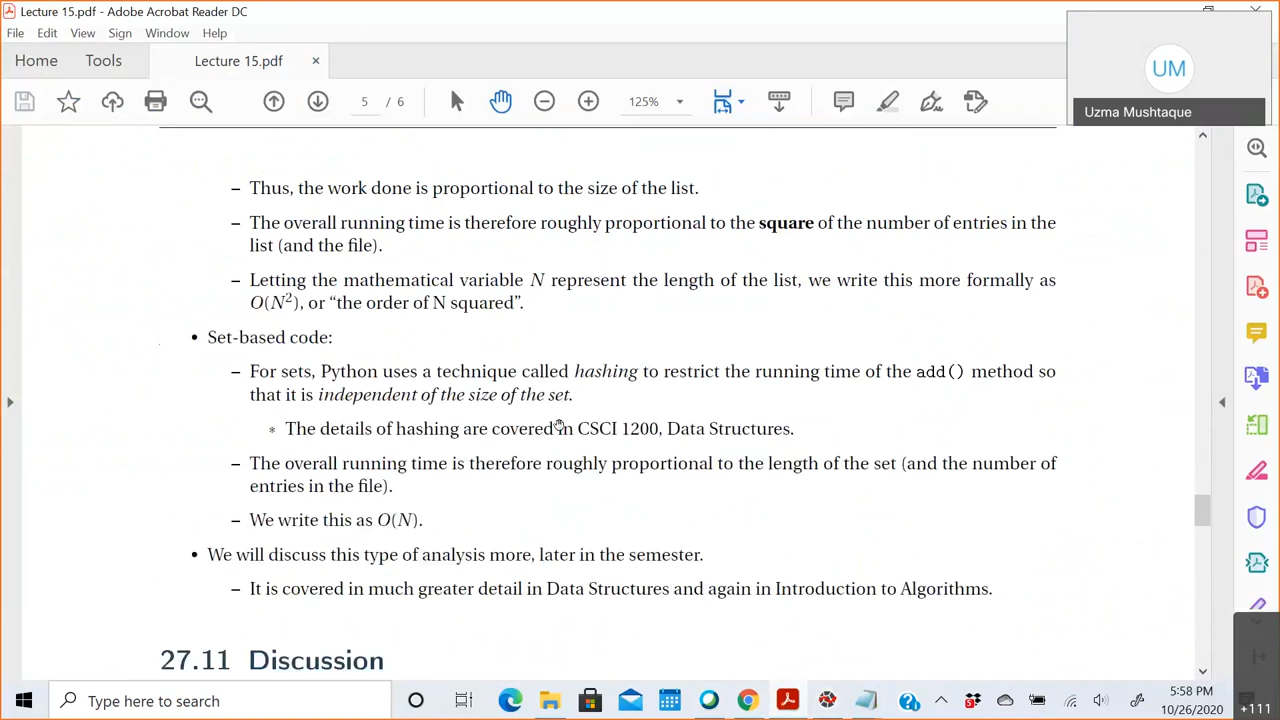 Lecture 15.pdf - Adobe Acrobat Reader DC
File Edit View Sign Window Help
Home Tools Lecture 15.pdf ×
5 / 6 125%
UM
Uzma Mushtaque
– Thus, the work done is proportional to the size of the list.
– The overall running time is therefore roughly proportional to the square of the number of entries in the
list (and the file).
– Letting the mathematical variable N represent the length of the list, we write this more formally as
O(N²), or “the order of N squared”.
• Set-based code:
– For sets, Python uses a technique called hashing to restrict the running time of the add() method so
that it is independent of the size of the set.
∗ The details of hashing are covered in CSCI 1200, Data Structures.
– The overall running time is therefore roughly proportional to the length of the set (and the number of
entries in the file).
– We write this as O(N).
• We will discuss this type of analysis more, later in the semester.
– It is covered in much greater detail in Data Structures and again in Introduction to Algorithms.
27.11 Discussion
Type here to search
5:58 PM
10/26/2020
+111